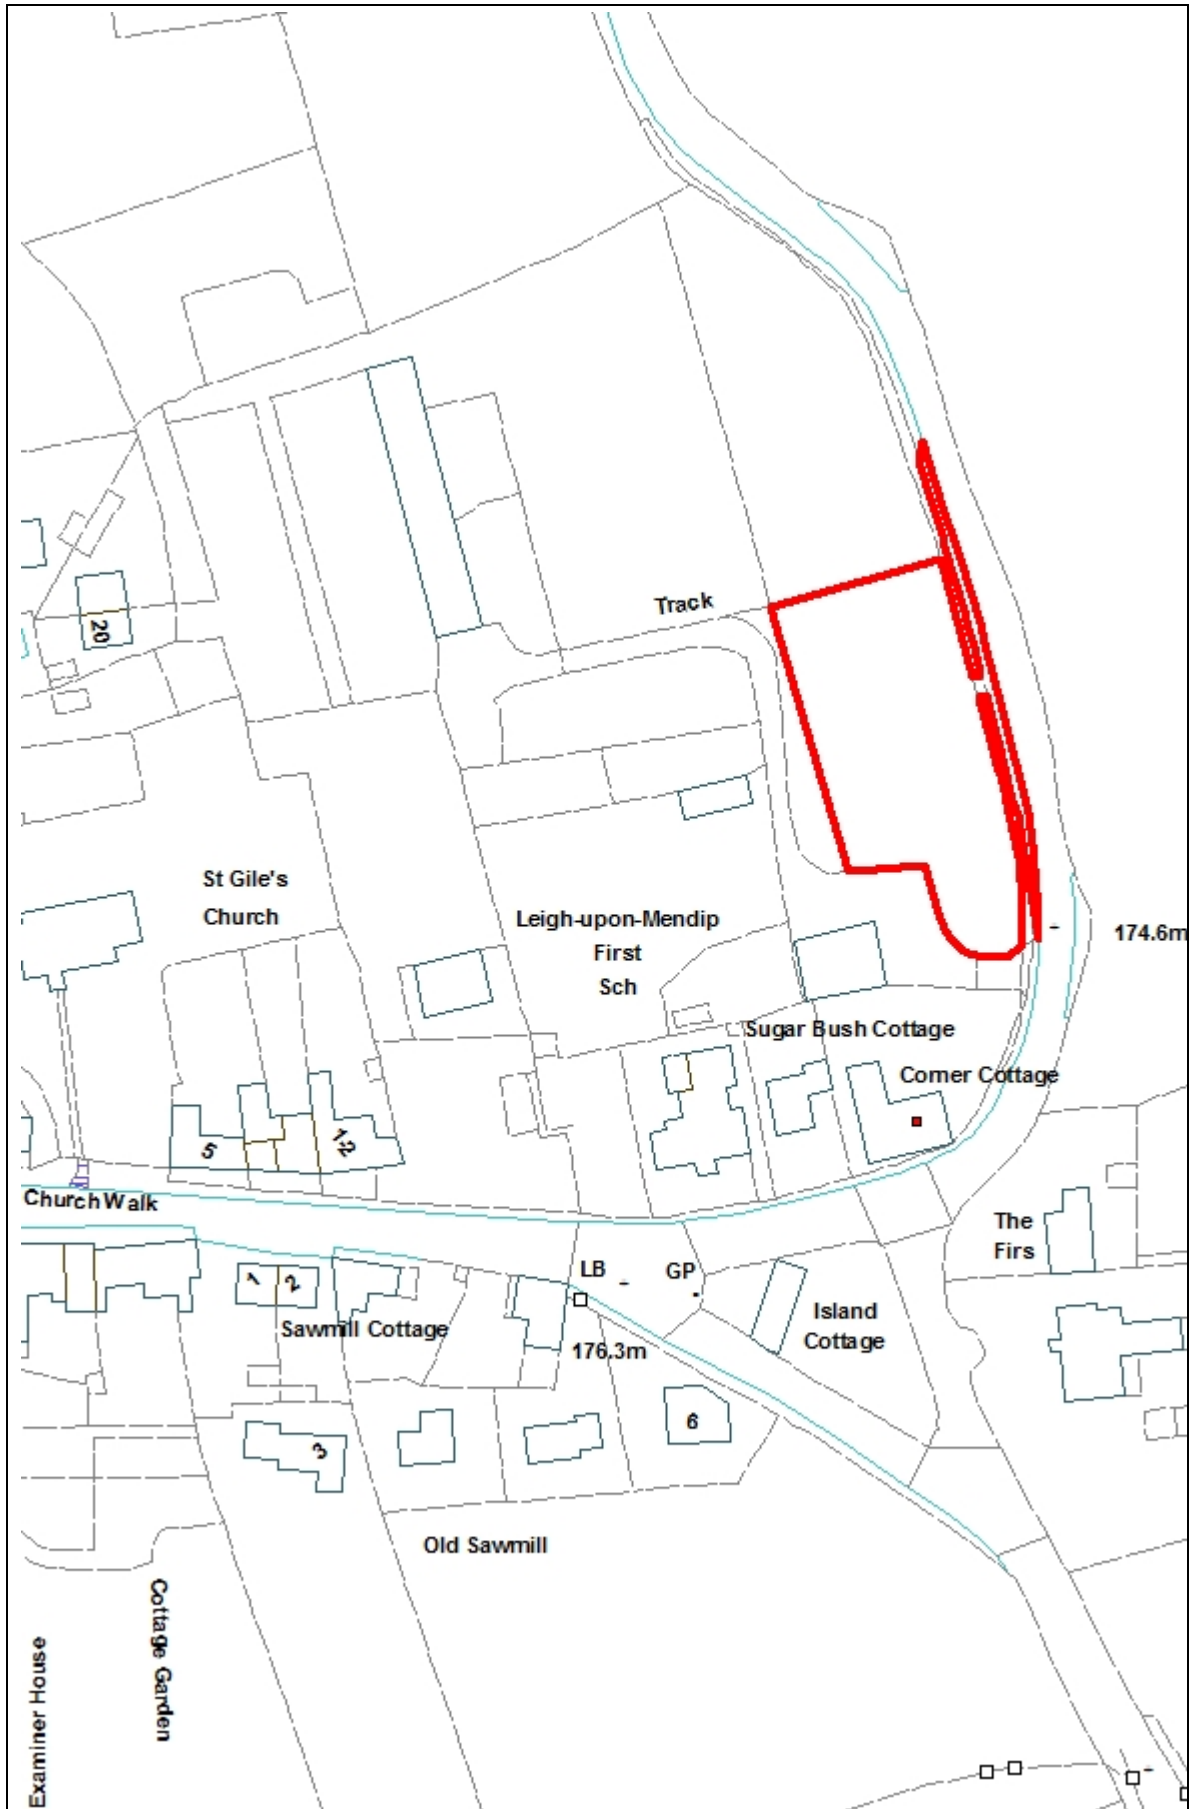 Track
20
St Gile's
Church
Leigh-upon-Mendip
First
Sch
174.6m
Sugar Bush Cottage
Corner Cottage
5
1-2
Church Walk
The
Firs
LB
GP
1
2
Island
Cottage
Sawmill Cottage
176.3m
6
3
Old Sawmill
Cottage Garden
Examiner House